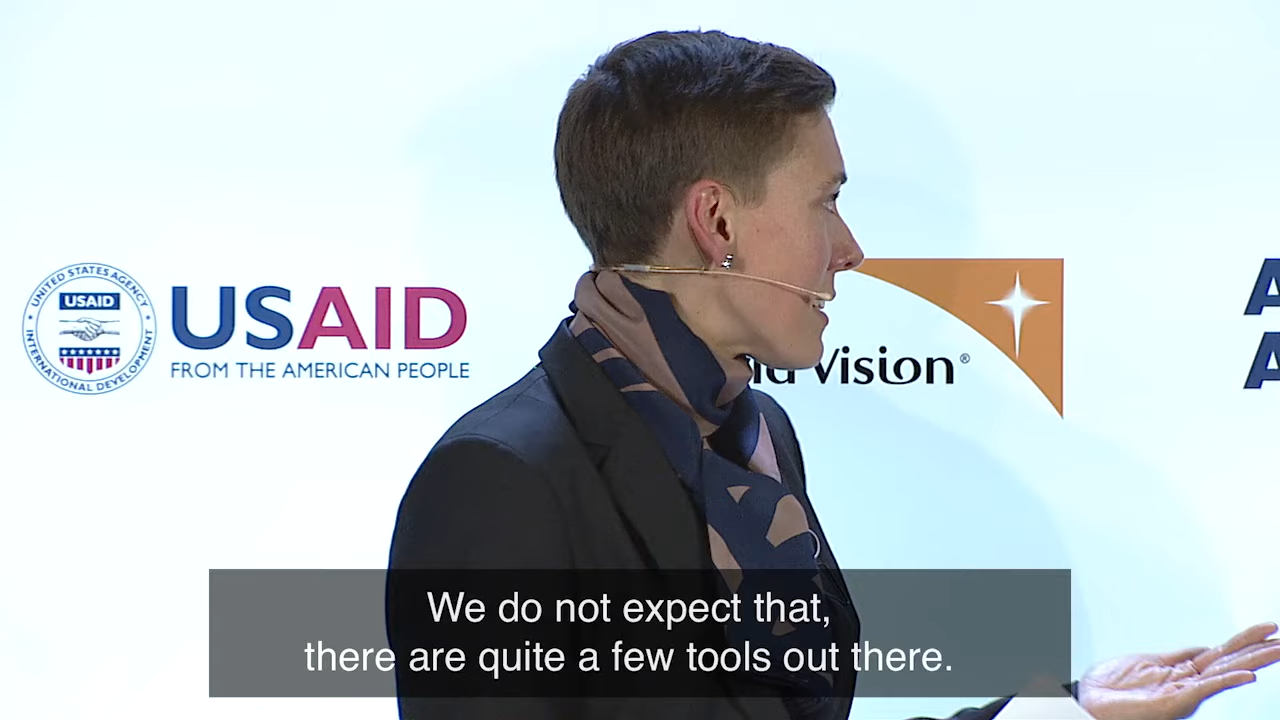 UNITED STATES AGENCY
USAID
INTERNATIONAL DEVELOPMENT
USAID
FROM THE AMERICAN PEOPLE
Vision®
We do not expect that,
there are quite a few tools out there.